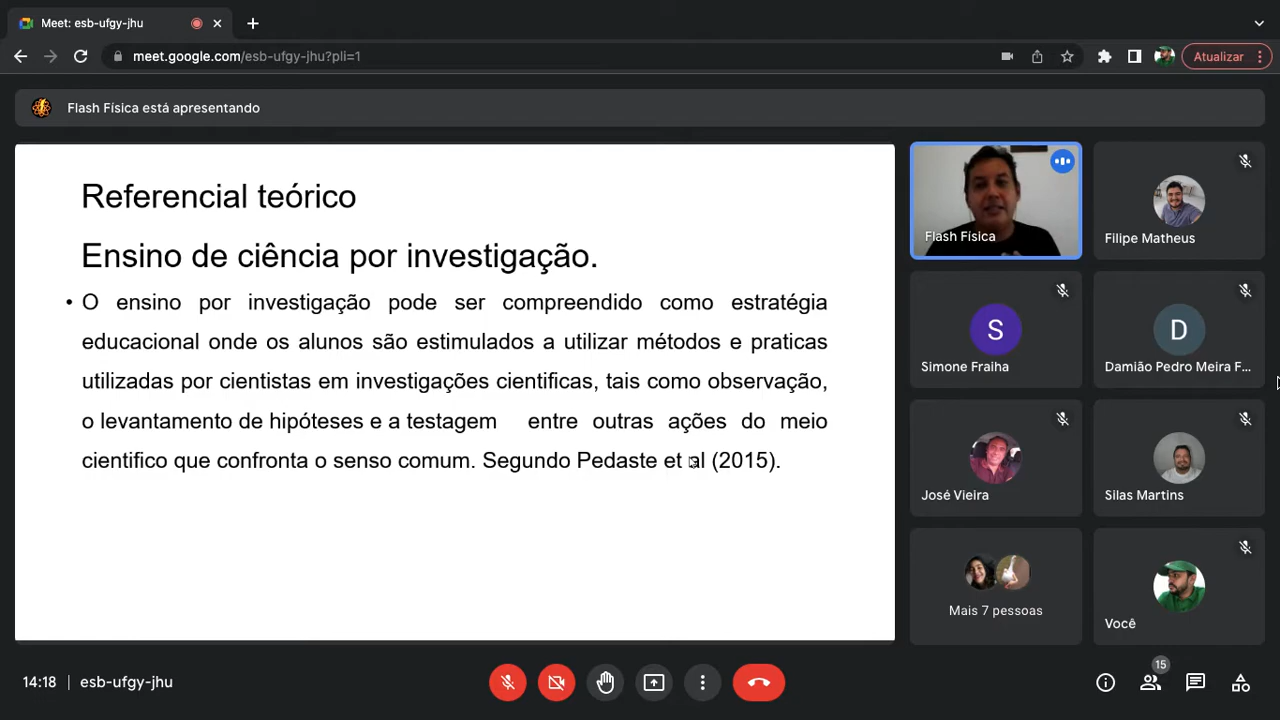 Meet: esb-ufgy-jhu
meet.google.com/esb-ufgy-jhu?pli=1
Atualizar
Flash Física está apresentando
Referencial teórico
Ensino de ciência por investigação.
• O ensino por investigação pode ser compreendido como estratégia
educacional onde os alunos são estimulados a utilizar métodos e praticas
utilizadas por cientistas em investigações cientificas, tais como observação,
o levantamento de hipóteses e a testagem entre outras ações do meio
cientifico que confronta o senso comum. Segundo Pedaste et al (2015).
Flash Física
Filipe Matheus
S
Simone Fraiha
D
Damião Pedro Meira F...
José Vieira
Silas Martins
Mais 7 pessoas
Você
14:18 | esb-ufgy-jhu
15